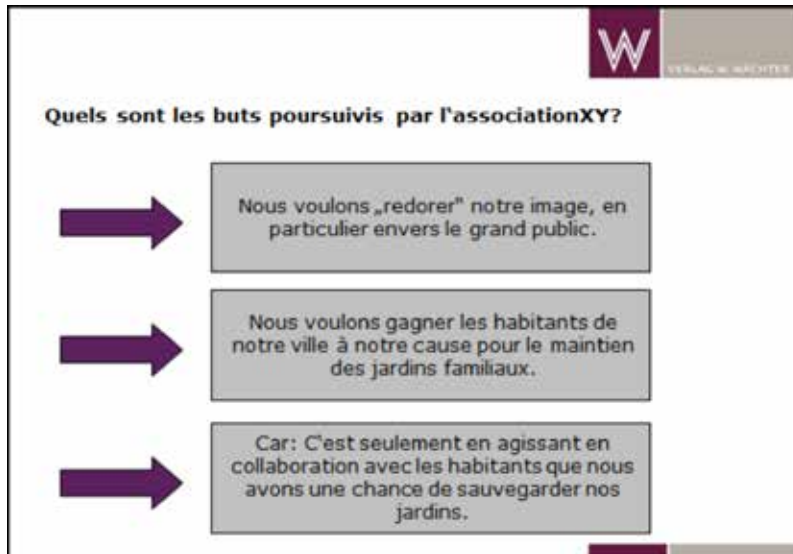 W
VERLAG W. WÄCHTER
Quels sont les buts poursuivis par l'associationXY?
Nous voulons „redorer" notre image, en
particulier envers le grand public.
Nous voulons gagner les habitants de
notre ville à notre cause pour le maintien
des jardins familiaux.
Car: C'est seulement en agissant en
collaboration avec les habitants que nous
avons une chance de sauvegarder nos
jardins.